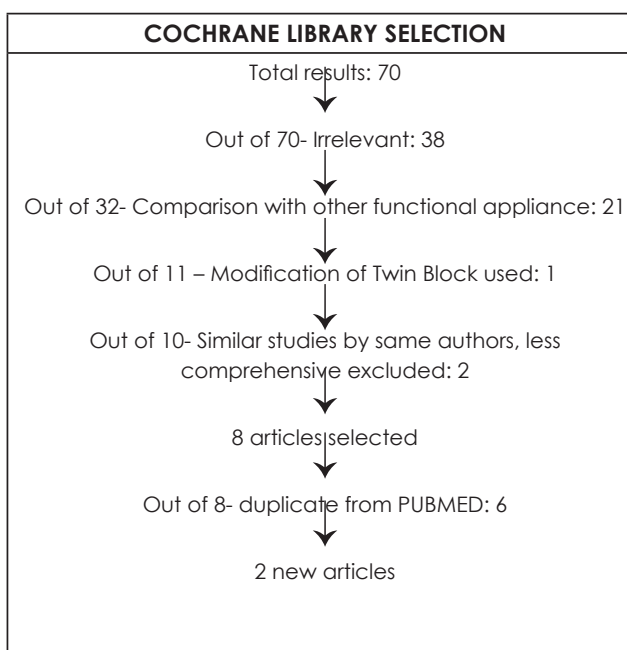 COCHRANE LIBRARY SELECTION
Total results: 70
Out of 70- Irrelevant: 38
Out of 32- Comparison with other functional appliance: 21
Out of 11 – Modification of Twin Block used: 1
Out of 10- Similar studies by same authors, less
comprehensive excluded: 2
8 articles selected
Out of 8- duplicate from PUBMED: 6
2 new articles